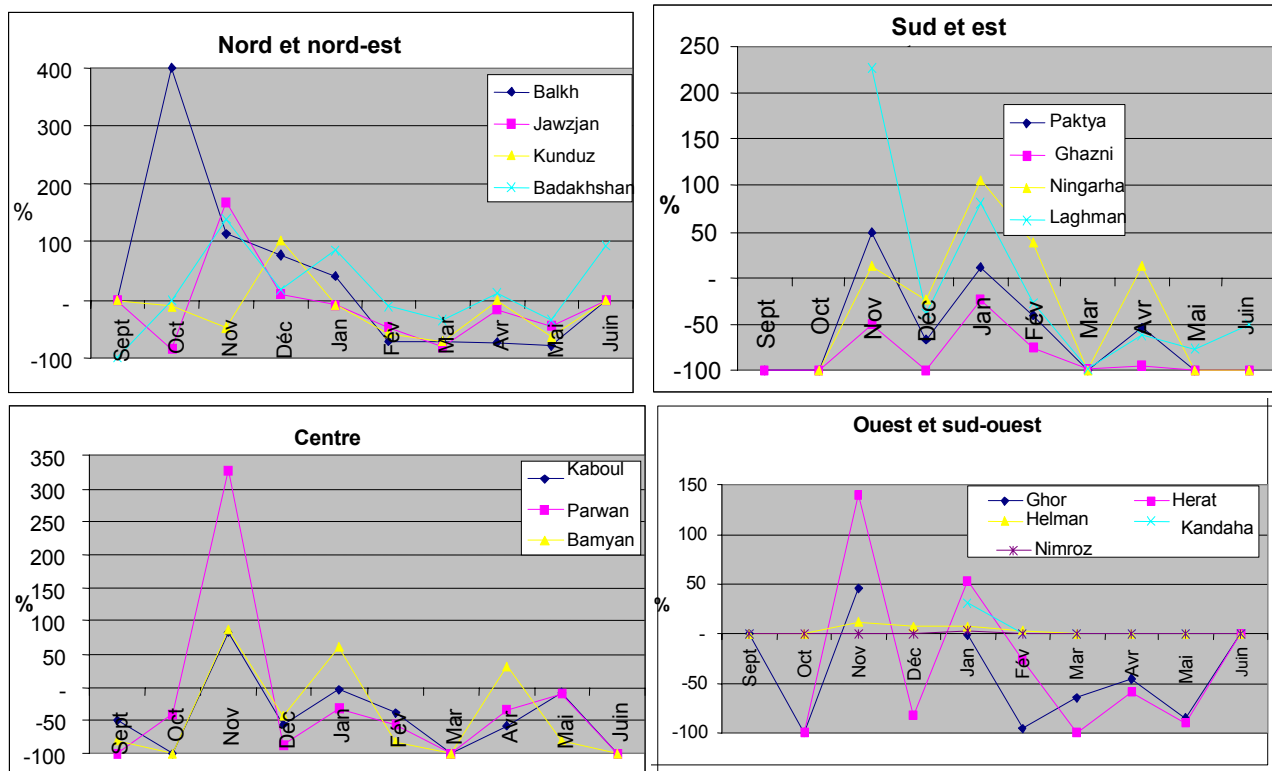 Nord et nord-est
400
300
200
100
-
-100
%
Balkh
Jawzjan
Kunduz
Badakhshan
Sept
Oct
Nov
Déc
Jan
Fév
Mar
Avr
Mai
Juin
Sud et est
250
200
150
100
50
-
-50
-100
%
Paktya
Ghazni
Ningarha
Laghman
Sept
Oct
Nov
Déc
Jan
Fév
Mar
Avr
Mai
Juin
Centre
350
300
250
200
150
100
50
-
-50
-100
%
Kaboul
Parwan
Bamyan
Sept
Oct
Nov
Déc
Jan
Fév
Mar
Avr
Mai
Juin
Ouest et sud-ouest
150
100
50
-
-50
-100
%
Ghor Herat
Helman Kandaha
Nimroz
Sept
Oct
Nov
Déc
Jan
Fév
Mar
Avr
Mai
Juin